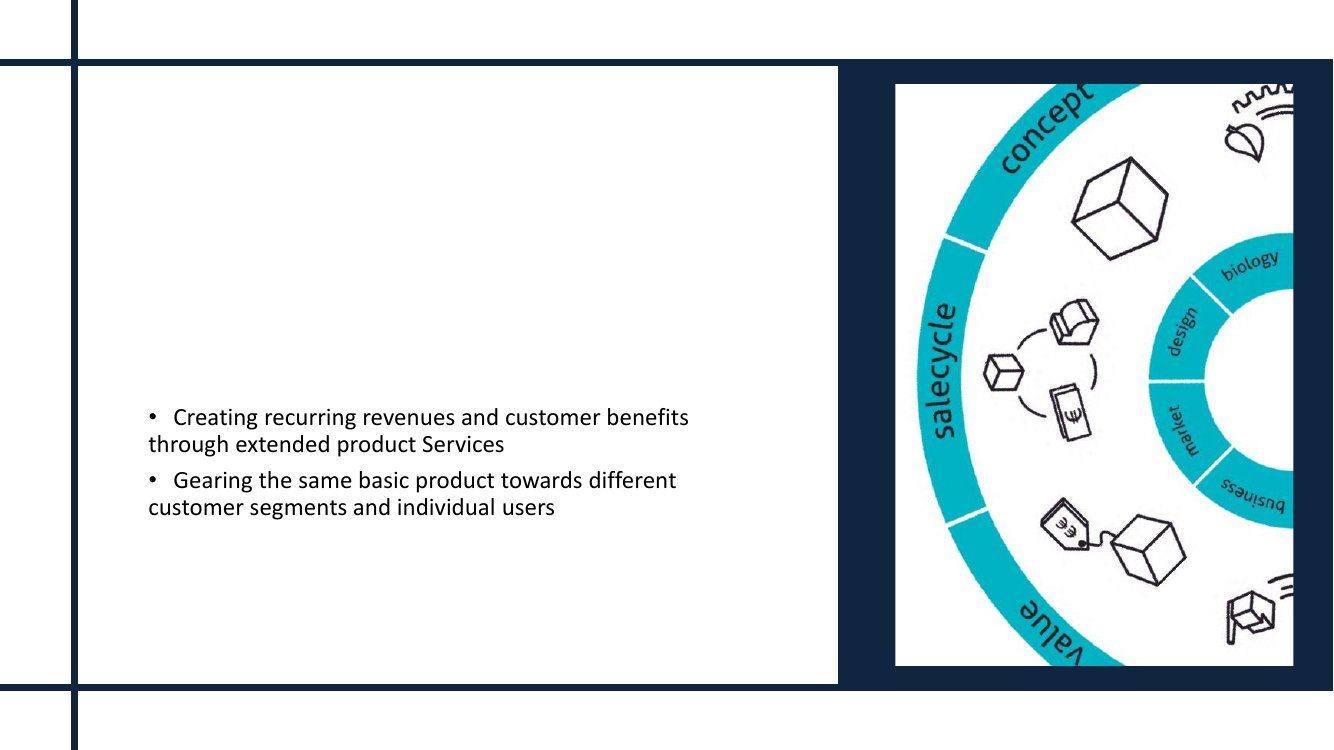 • Creating recurring revenues and customer benefits
through extended product Services
• Gearing the same basic product towards different
customer segments and individual users
concept
salecycle
value
biology
design
market
business
€
€€